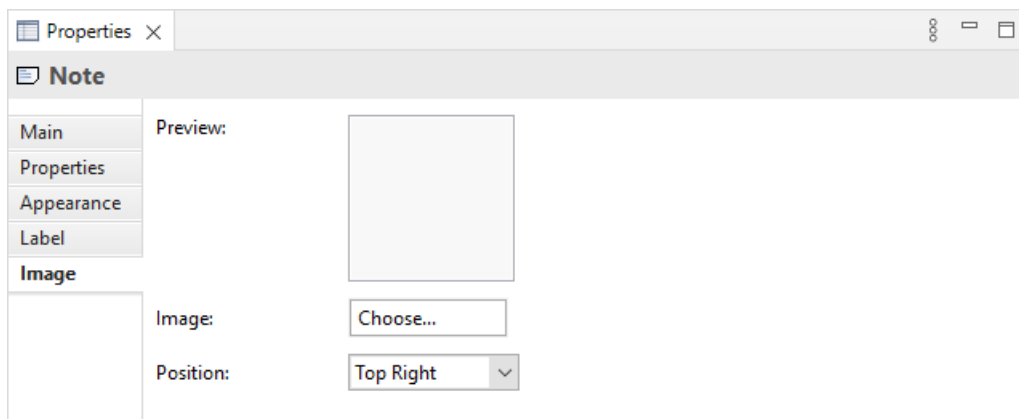 Properties
Note
Main
Properties
Appearance
Label
Image
Preview:
Image:
Choose...
Position:
Top Right